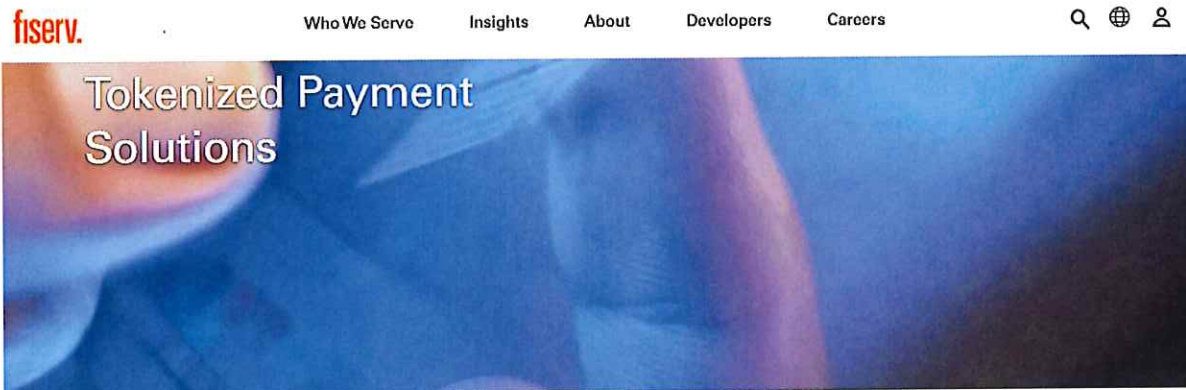 fiserv.
Who We Serve Insights About Developers Careers
Tokenized Payment
Solutions